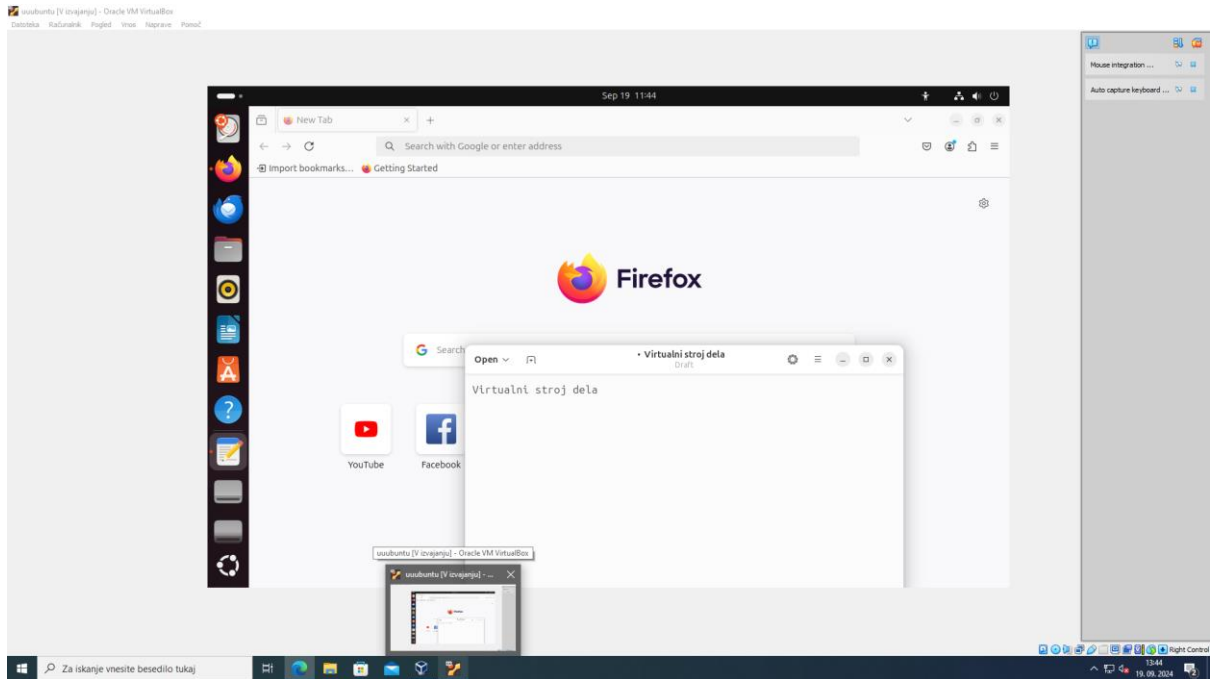 uuubuntu [V izvajanju] - Oracle VM VirtualBox
Datoteka Računalnik Pogled Vnos Naprave Pomoč
Mouse integration ...
Auto capture keyboard ...
Sep 19 11:44
New Tab
Search with Google or enter address
Import bookmarks... Getting Started
Firefox
Search
Open
• Virtualni stroj dela
Draft
Virtualni stroj dela
YouTube
Facebook
uuubuntu [V izvajanju] - Oracle VM VirtualBox
uuubuntu [V izvajanju] - ...
Right Control
Za iskanje vnesite besedilo tukaj
13:44
19. 09. 2024
2